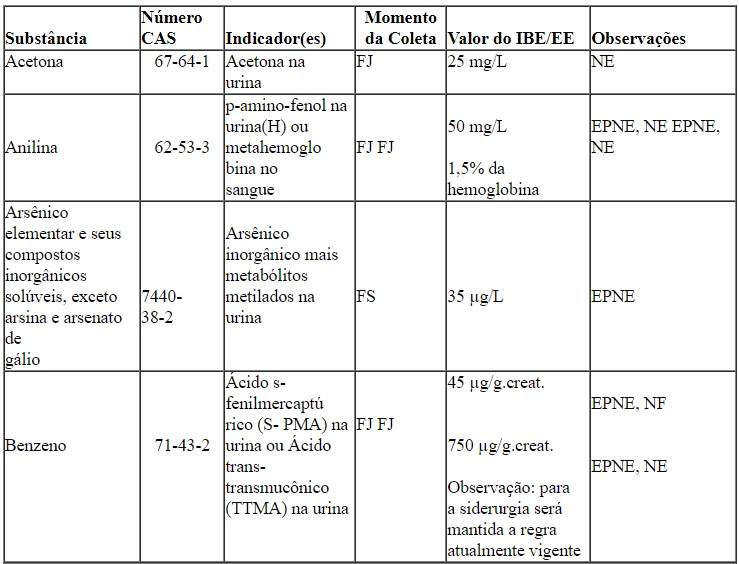 Substância
Número
CAS
Indicador(es)
Momento
da Coleta
Valor do IBE/EE
Observações
Acetona
67-64-1
Acetona na
urina
FJ
25 mg/L
NE
Anilina
62-53-3
p-amino-fenol na
urina(H) ou
metahemoglo
bina no
sangue
FJ FJ
50 mg/L
1,5% da
hemoglobina
EPNE, NE EPNE,
NE
Arsênico
elementar e seus
compostos
inorgânicos
solúveis, exceto
arsina e arsenato
de
gálio
7440-
38-2
Arsênico
inorgânico mais
metabólitos
metilados na
urina
FS
35 µg/L
EPNE
Benzeno
71-43-2
Ácido s-
fenilmercaptú
rico (S- PMA) na
urina ou Ácido
trans-
transmucônico
(TTMA) na urina
FJ FJ
45 µg/g.creat.
750 µg/g.creat.
Observação: para
a siderurgia será
mantida a regra
atualmente vigente
EPNE, NF
EPNE, NE